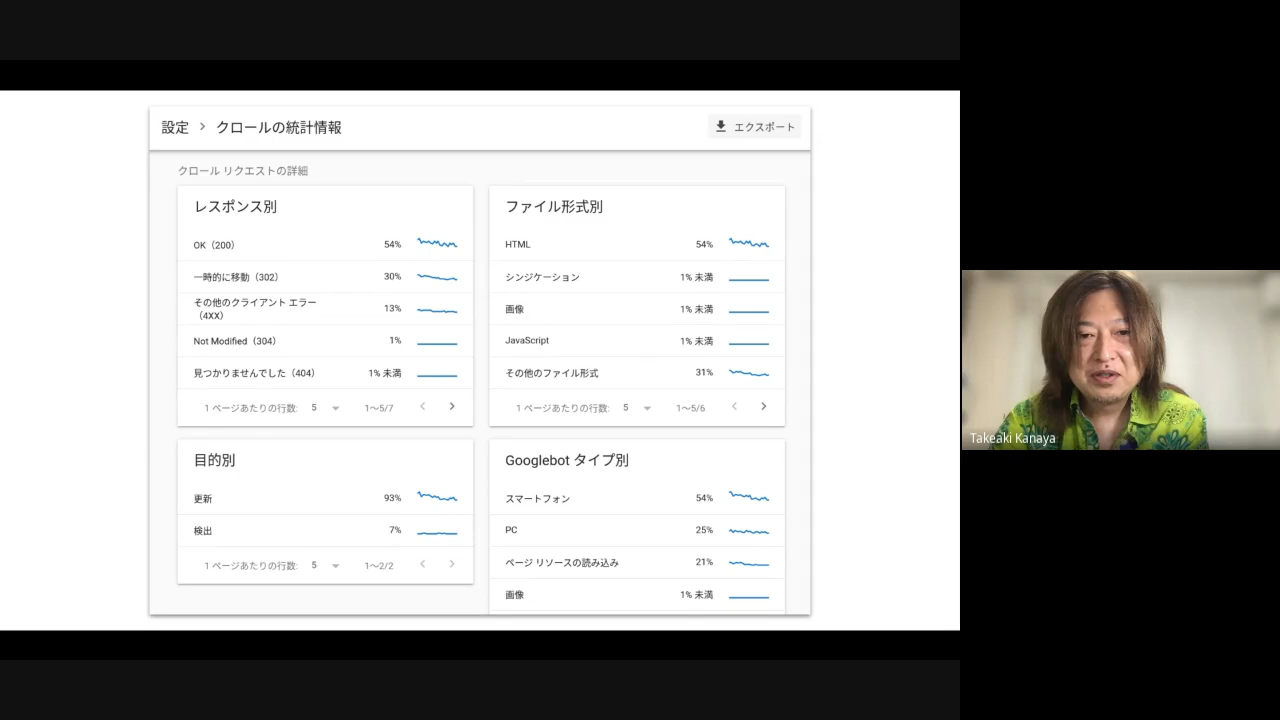 設定 > クロールの統計情報
エクスポート
クロール リクエストの詳細
レスポンス別
OK（200） 54%
一時的に移動（302） 30%
その他のクライアント エラー
（4XX） 13%
Not Modified（304） 1%
見つかりませんでした（404） 1% 未満
1 ページあたりの行数: 5 1～5/7
ファイル形式別
HTML 54%
シンジケーション 1% 未満
画像 1% 未満
JavaScript 1% 未満
その他のファイル形式 31%
1 ページあたりの行数: 5 1～5/6
目的別
更新 93%
検出 7%
1 ページあたりの行数: 5 1～2/2
Googlebot タイプ別
スマートフォン 54%
PC 25%
ページ リソースの読み込み 21%
画像 1% 未満
Takeaki Kanaya